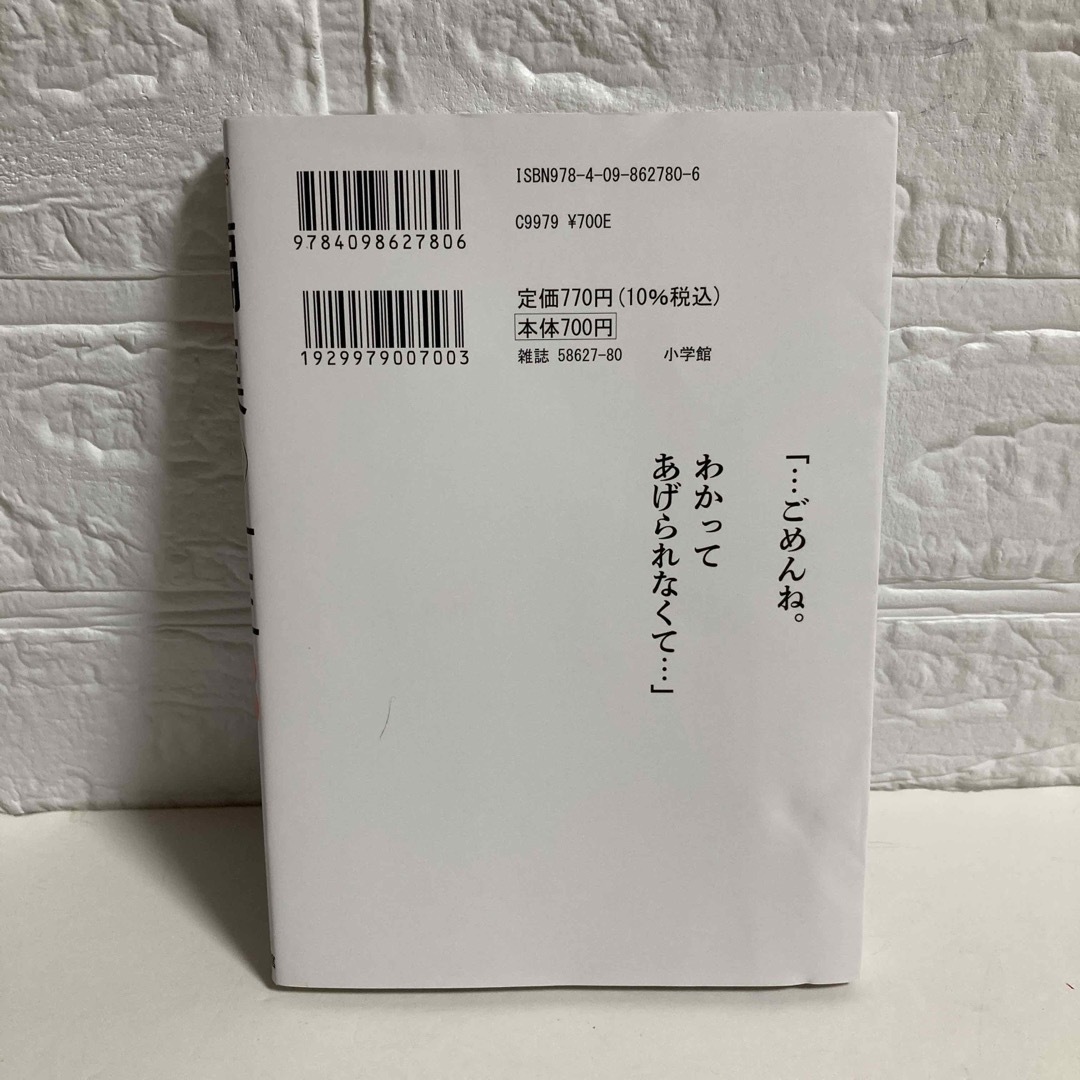 ISBN978-4-09-862780-6
9784098627806
C9979 ¥700E
定価770円(10%税込)
本体700円
1929979007003
雑誌 58627-80 小学館
「…ごめんね。
わかって
あげられなくて…」